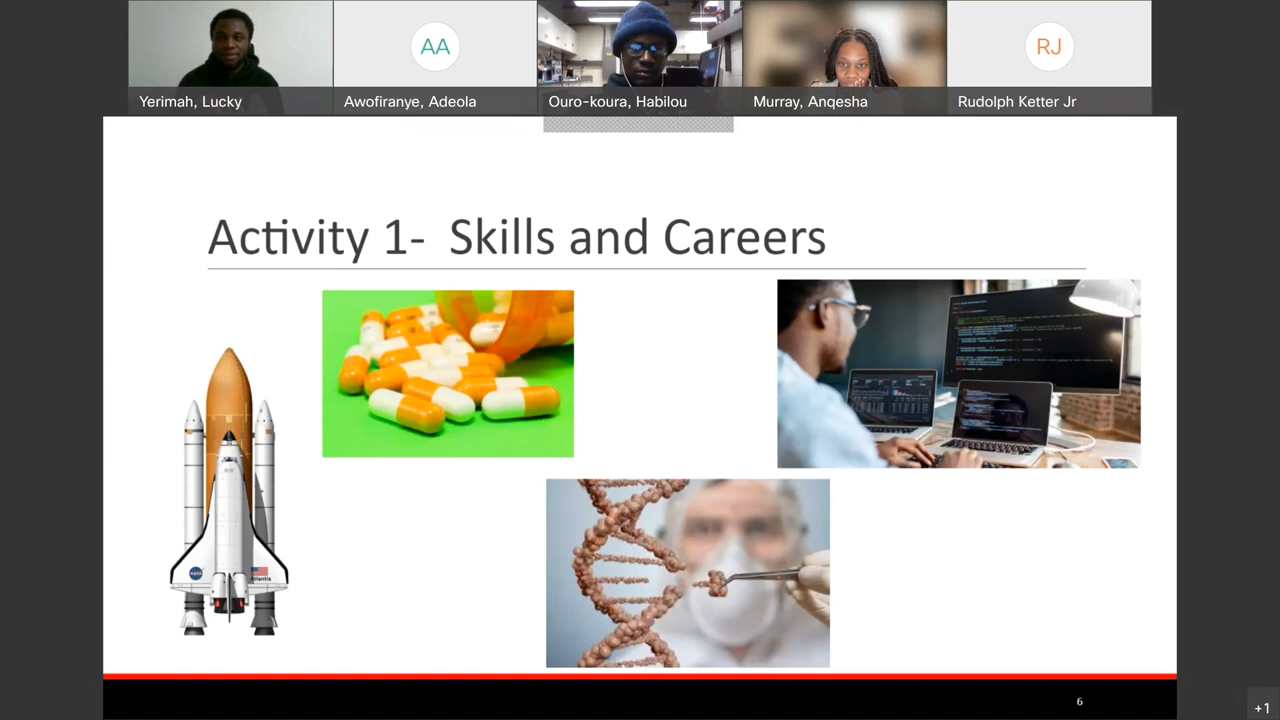 AA
RJ
Yerimah, Lucky
Awofiranye, Adeola
Ouro-koura, Habilou
Murray, Anqesha
Rudolph Ketter Jr
Activity 1- Skills and Careers
NASA
Atlantis
6
+1